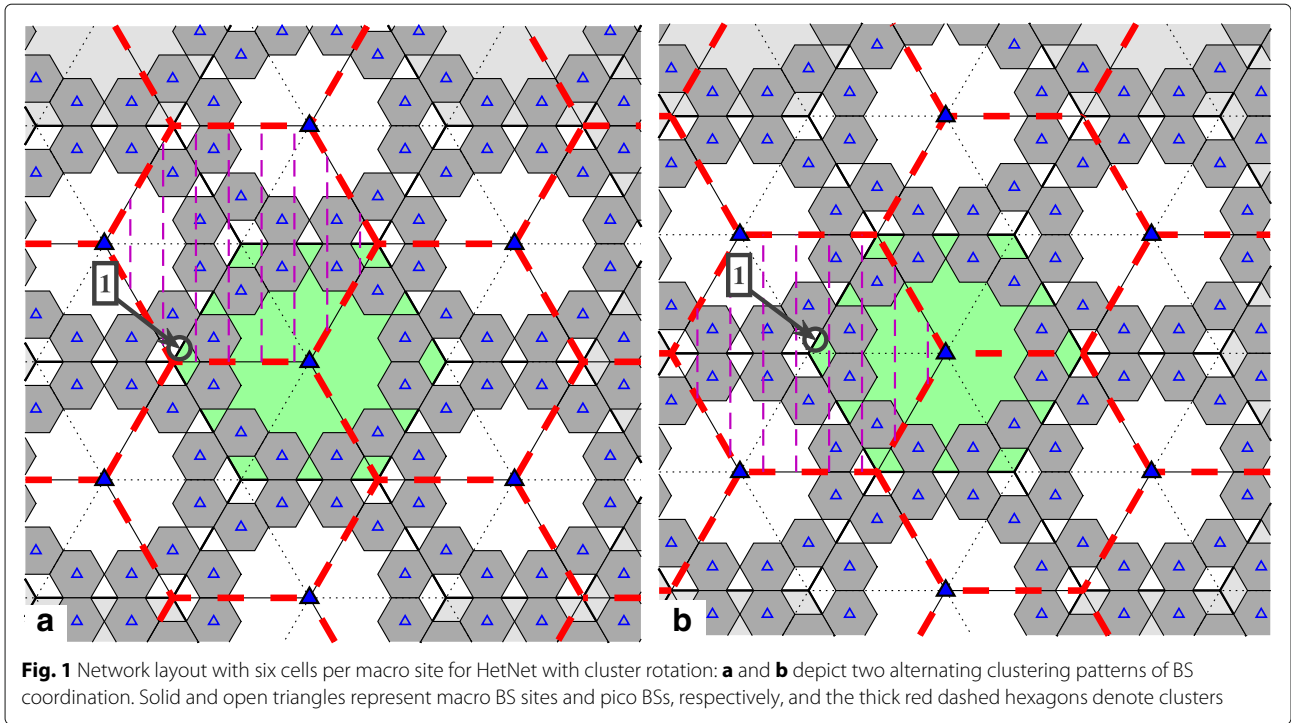 1
1
a
b
Fig. 1 Network layout with six cells per macro site for HetNet with cluster rotation: a and b depict two alternating clustering patterns of BS
coordination. Solid and open triangles represent macro BS sites and pico BSs, respectively, and the thick red dashed hexagons denote clusters